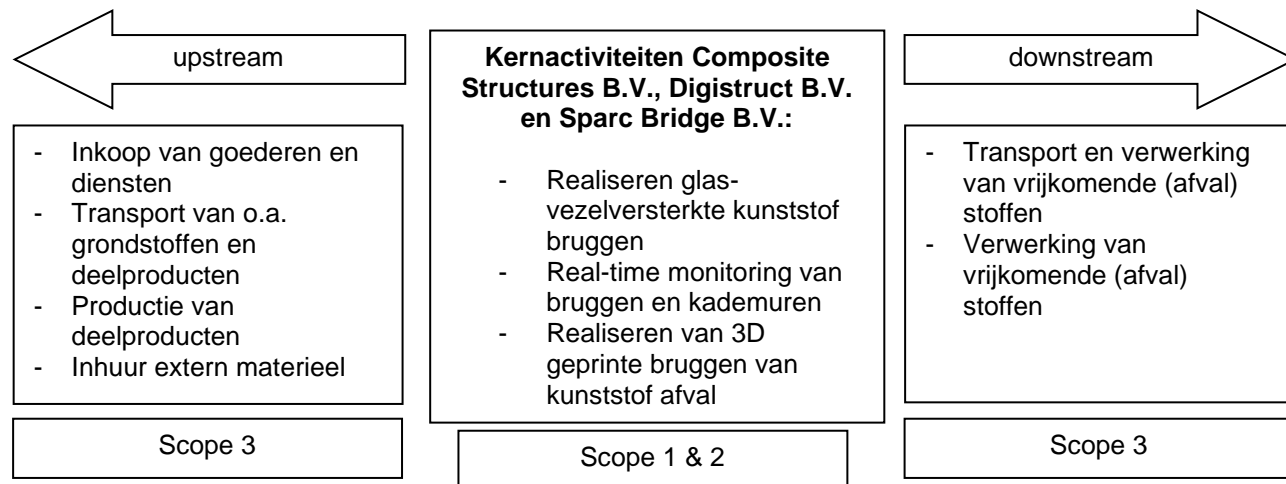 upstream
- Inkoop van goederen en
diensten
- Transport van o.a.
grondstoffen en
deelproducten
- Productie van
deelproducten
- Inhuur extern materieel
Scope 3
Kernactiviteiten Composite
Structures B.V., Digistruct B.V.
en Sparc Bridge B.V.:
- Realiseren glas-
vezelversterkte kunststof
bruggen
- Real-time monitoring van
bruggen en kademuren
- Realiseren van 3D
geprinte bruggen van
kunststof afval
Scope 1 & 2
downstream
- Transport en verwerking
van vrijkomende (afval)
stoffen
- Verwerking van
vrijkomende (afval)
stoffen
Scope 3